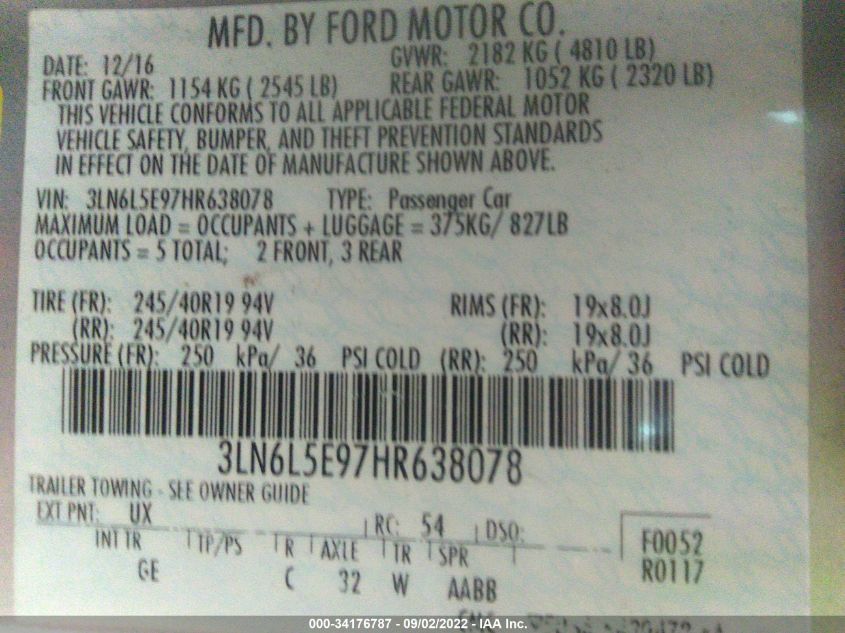 MFD. BY FORD MOTOR CO.
DATE: 12/16 GVWR: 2182 KG ( 4810 LB)
FRONT GAWR: 1154 KG ( 2545 LB) REAR GAWR: 1052 KG ( 2320 LB)
THIS VEHICLE CONFORMS TO ALL APPLICABLE FEDERAL MOTOR
VEHICLE SAFETY, BUMPER, AND THEFT PREVENTION STANDARDS
IN EFFECT ON THE DATE OF MANUFACTURE SHOWN ABOVE.
VIN: 3LN6L5E97HR638078 TYPE: Passenger Car
MAXIMUM LOAD = OCCUPANTS + LUGGAGE = 375KG/ 827LB
OCCUPANTS = 5 TOTAL; 2 FRONT, 3 REAR
TIRE (FR): 245/40R19 94V RIMS (FR): 19x8.0J
(RR): 245/40R19 94V (RR): 19x8.0J
PRESSURE (FR): 250 kPa/ 36 PSI COLD (RR): 250 kPa/ 36 PSI COLD
3LN6L5E97HR638078
TRAILER TOWING - SEE OWNER GUIDE
EXT PNT: UX RC: 54 DSO:
INT TR TP/PS R AXLE TR SPR F0052
GE C 32 W AABB R0117
000-34176787 - 09/02/2022 - IAA Inc.